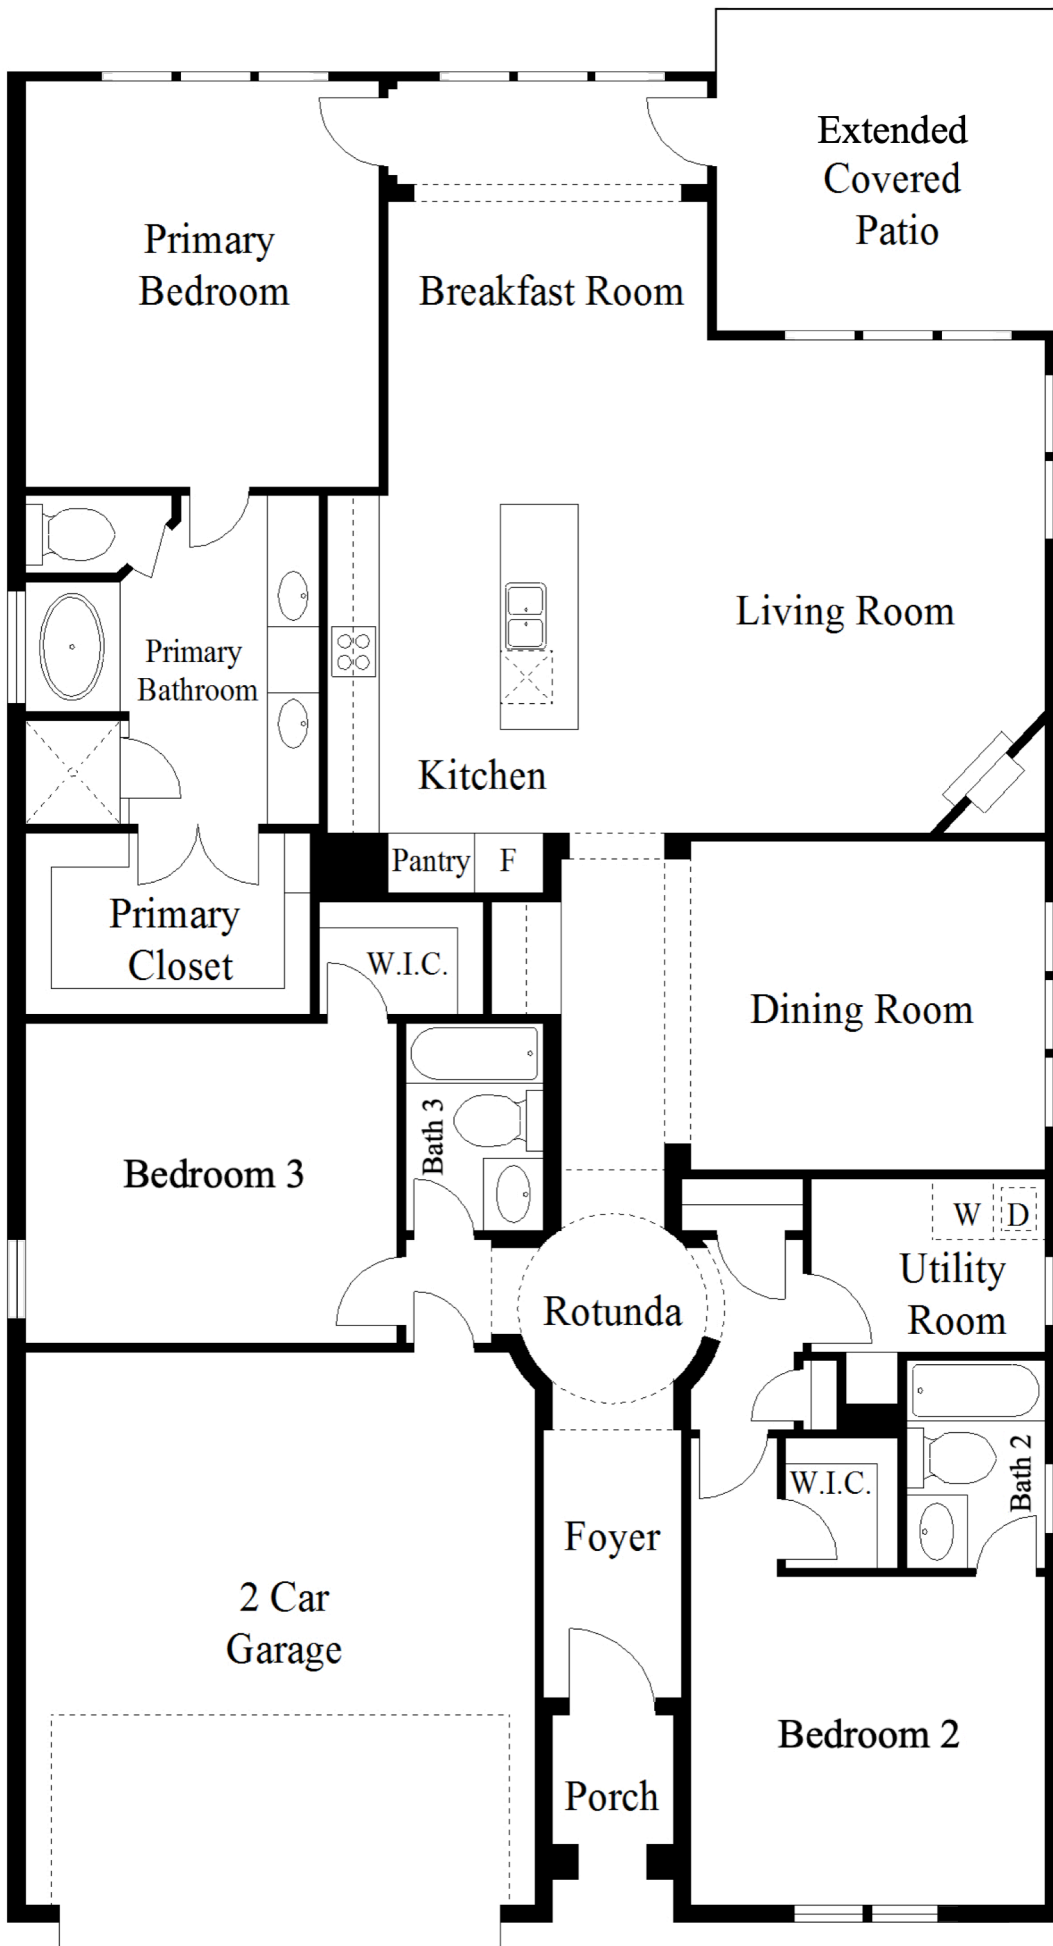 Extended
Covered
Patio
Primary
Bedroom
Breakfast Room
Living Room
Primary
Bathroom
Kitchen
Pantry
F
Primary
Closet
W.I.C.
Dining Room
Bath 3
Bedroom 3
W
D
Utility
Room
Rotunda
Bath 2
W.I.C.
Foyer
2 Car
Garage
Bedroom 2
Porch